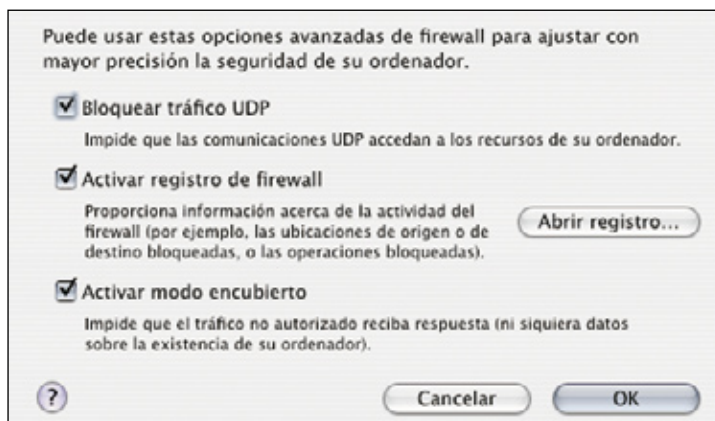 Puede usar estas opciones avanzadas de firewall para ajustar con
mayor precisión la seguridad de su ordenador.
Bloquear tráfico UDP
Impide que las comunicaciones UDP accedan a los recursos de su ordenador.
Activar registro de firewall
Proporciona información acerca de la actividad del
firewall (por ejemplo, las ubicaciones de origen o de
destino bloqueadas, o las operaciones bloqueadas).
Abrir registro...
Activar modo encubierto
Impide que el tráfico no autorizado reciba respuesta (ni siquiera datos
sobre la existencia de su ordenador).
?
Cancelar
OK